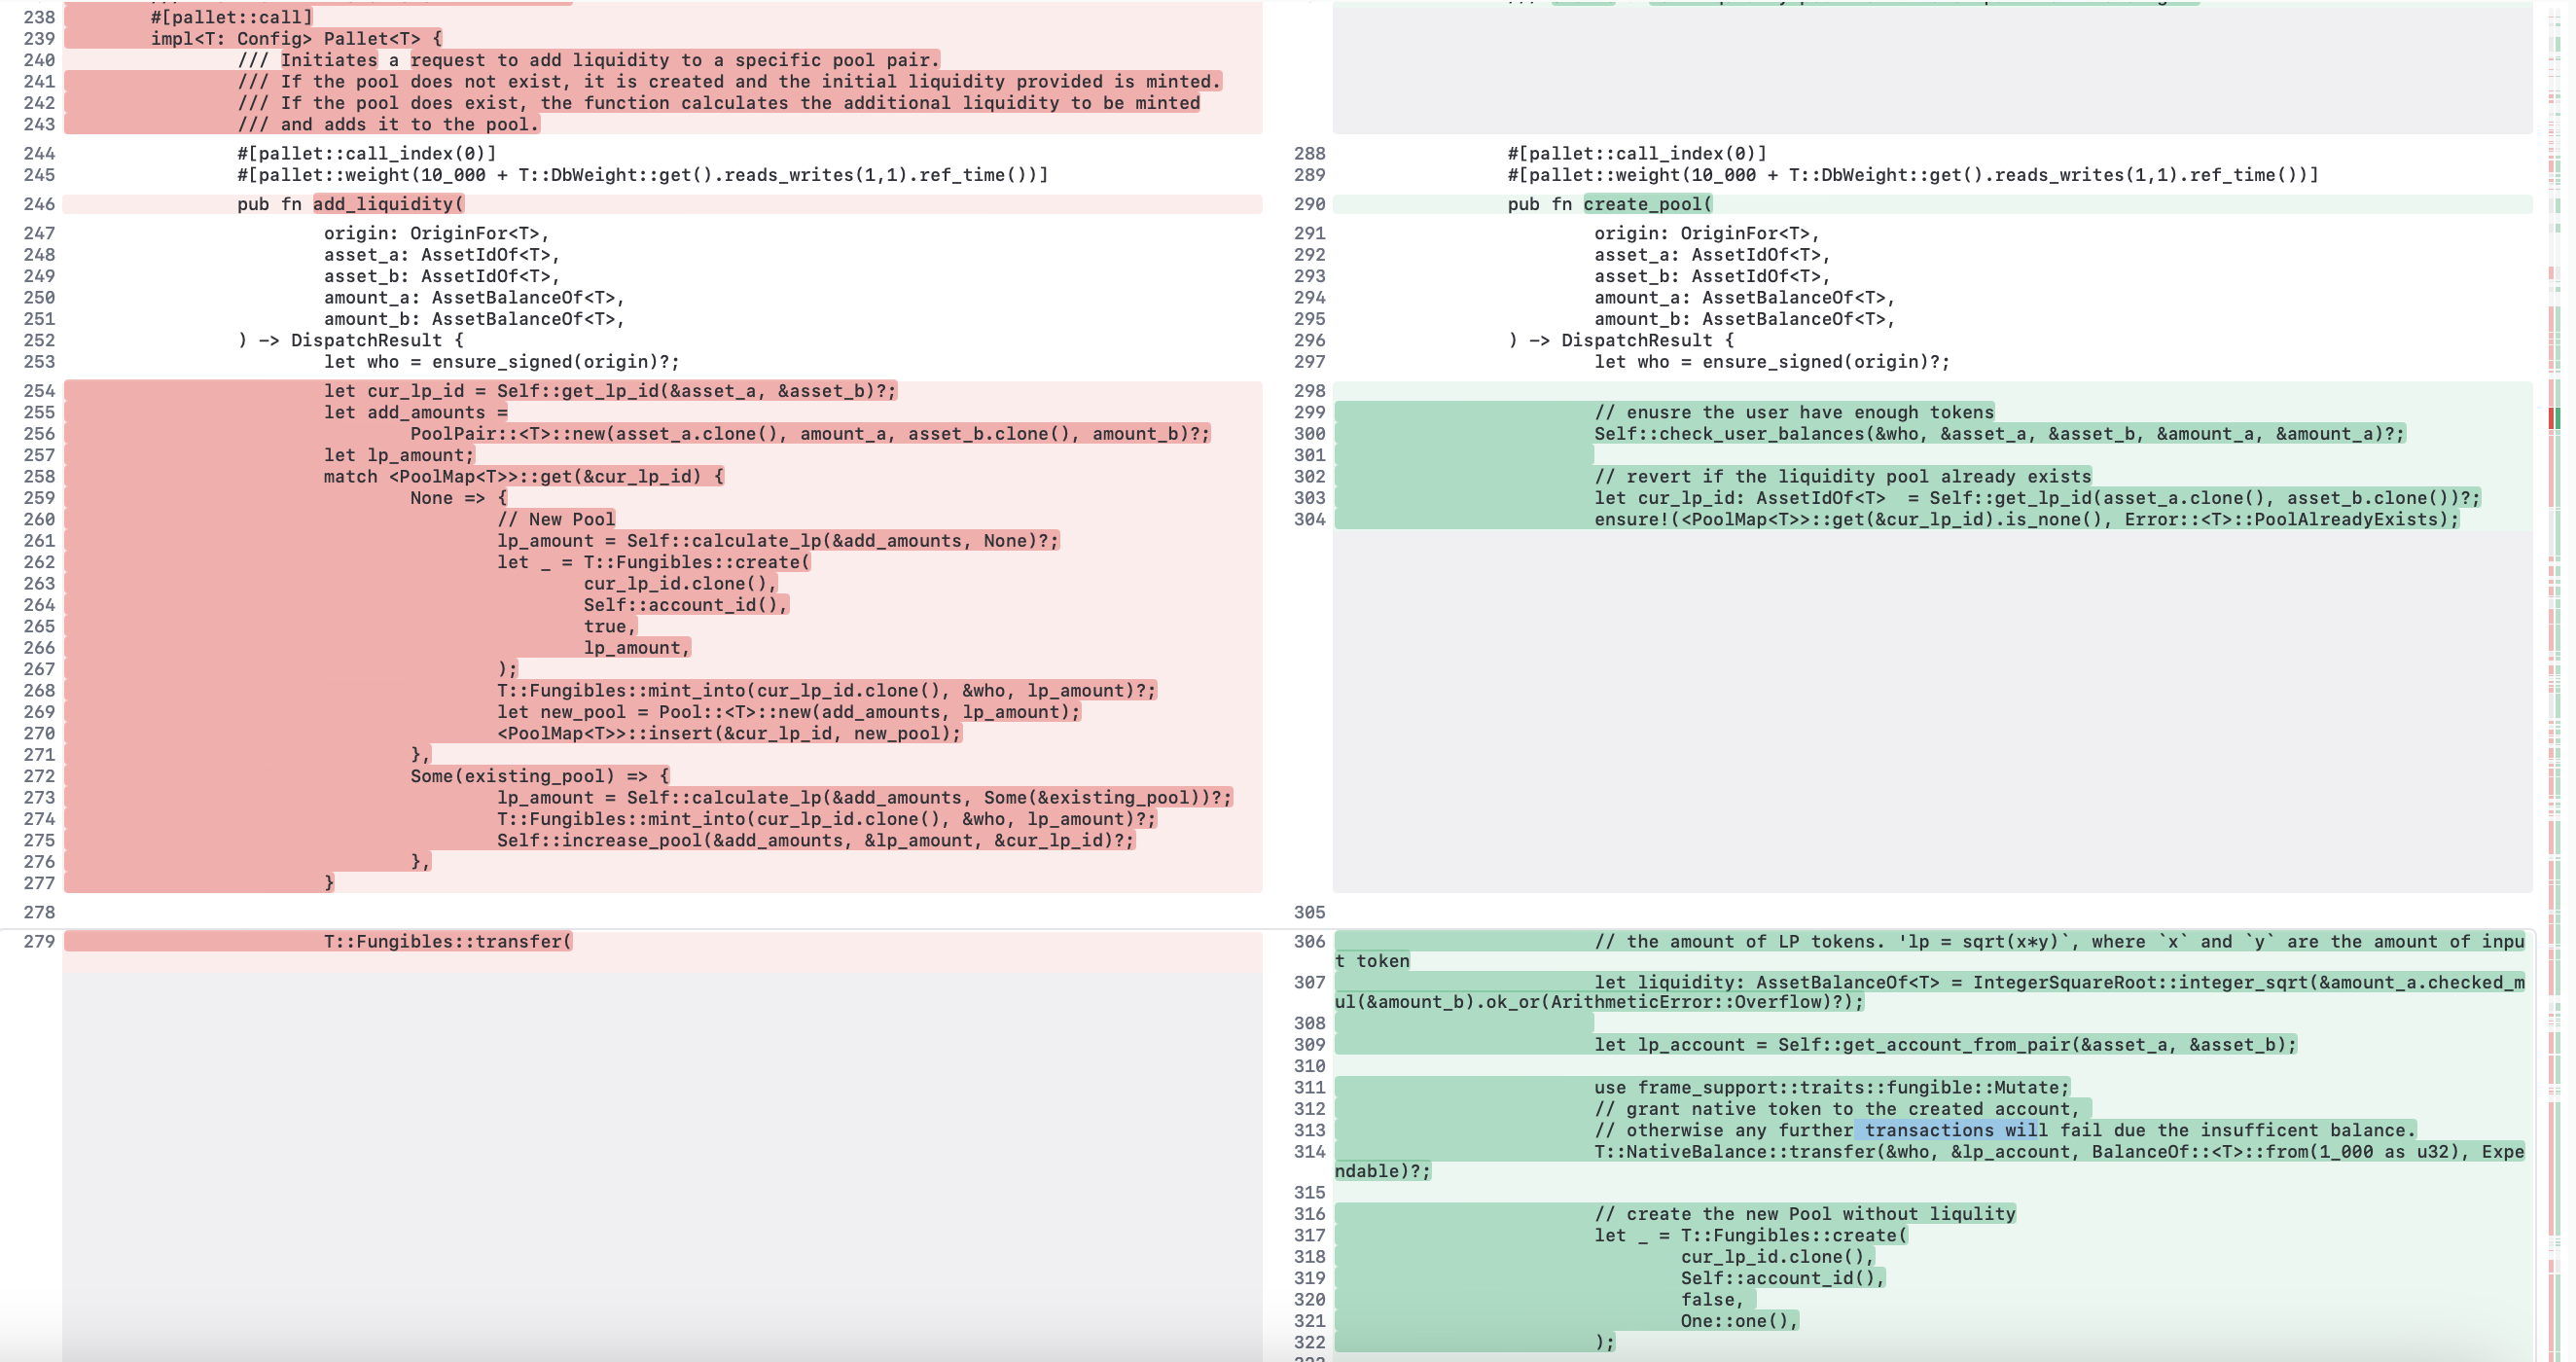 238 #[pallet::call]
239 impl<T: Config> Pallet<T> {
240 /// Initiates a request to add liquidity to a specific pool pair.
241 /// If the pool does not exist, it is created and the initial liquidity provided is minted.
242 /// If the pool does exist, the function calculates the additional liquidity to be minted
243 /// and adds it to the pool.
244 #[pallet::call_index(0)]
245 #[pallet::weight(10_000 + T::DbWeight::get().reads_writes(1,1).ref_time())]
246 pub fn add_liquidity(
247 origin: OriginFor<T>,
248 asset_a: AssetIdOf<T>,
249 asset_b: AssetIdOf<T>,
250 amount_a: AssetBalanceOf<T>,
251 amount_b: AssetBalanceOf<T>,
252 ) -> DispatchResult {
253 let who = ensure_signed(origin)?;
254 let cur_lp_id = Self::get_lp_id(&asset_a, &asset_b)?;
255 let add_amounts =
256 PoolPair::<T>::new(asset_a.clone(), amount_a, asset_b.clone(), amount_b)?;
257 let lp_amount;
258 match <PoolMap<T>>::get(&cur_lp_id) {
259 None => {
260 // New Pool
261 lp_amount = Self::calculate_lp(&add_amounts, None)?;
262 let _ = T::Fungibles::create(
263 cur_lp_id.clone(),
264 Self::account_id(),
265 true,
266 lp_amount,
267 );
268 T::Fungibles::mint_into(cur_lp_id.clone(), &who, lp_amount)?;
269 let new_pool = Pool::<T>::new(add_amounts, lp_amount);
270 <PoolMap<T>>::insert(&cur_lp_id, new_pool);
271 },
272 Some(existing_pool) => {
273 lp_amount = Self::calculate_lp(&add_amounts, Some(&existing_pool))?;
274 T::Fungibles::mint_into(cur_lp_id.clone(), &who, lp_amount)?;
275 Self::increase_pool(&add_amounts, &lp_amount, &cur_lp_id)?;
276 },
277 }
278
279 T::Fungibles::transfer(
288 #[pallet::call_index(0)]
289 #[pallet::weight(10_000 + T::DbWeight::get().reads_writes(1,1).ref_time())]
290 pub fn create_pool(
291 origin: OriginFor<T>,
292 asset_a: AssetIdOf<T>,
293 asset_b: AssetIdOf<T>,
294 amount_a: AssetBalanceOf<T>,
295 amount_b: AssetBalanceOf<T>,
296 ) -> DispatchResult {
297 let who = ensure_signed(origin)?;
298
299 // enusre the user have enough tokens
300 Self::check_user_balances(&who, &asset_a, &asset_b, &amount_a, &amount_a)?;
301
302 // revert if the liquidity pool already exists
303 let cur_lp_id: AssetIdOf<T>  = Self::get_lp_id(asset_a.clone(), asset_b.clone())?;
304 ensure!(<PoolMap<T>>::get(&cur_lp_id).is_none(), Error::<T>::PoolAlreadyExists);
305
306 // the amount of LP tokens. 'lp = sqrt(x*y)`, where `x` and `y` are the amount of inpu
t token
307 let liquidity: AssetBalanceOf<T> = IntegerSquareRoot::integer_sqrt(&amount_a.checked_m
ul(&amount_b).ok_or(ArithmeticError::Overflow)?);
308
309 let lp_account = Self::get_account_from_pair(&asset_a, &asset_b);
310
311 use frame_support::traits::fungible::Mutate;
312 // grant native token to the created account,
313 // otherwise any further transactions will fail due the insufficent balance.
314 T::NativeBalance::transfer(&who, &lp_account, BalanceOf::<T>::from(1_000 as u32), Expe
ndable)?;
315
316 // create the new Pool without liqulity
317 let _ = T::Fungibles::create(
318 cur_lp_id.clone(),
319 Self::account_id(),
320 false,
321 One::one(),
322 );